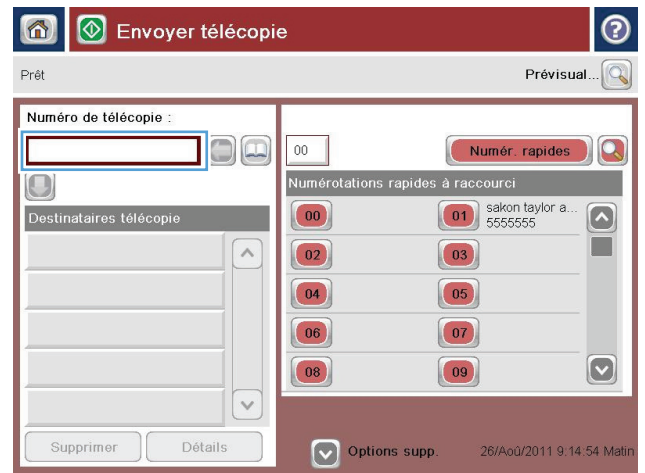 Envoyer télécopie
Prêt
Prévisual...
Numéro de télécopie :
Destinataires télécopie
Supprimer
Détails
00
Numér. rapides
Numérotations rapides à raccourci
00
01
sakon taylor a...
5555555
02
03
04
05
06
07
08
09
Options supp.
26/Aoû/2011 9:14:54 Matin